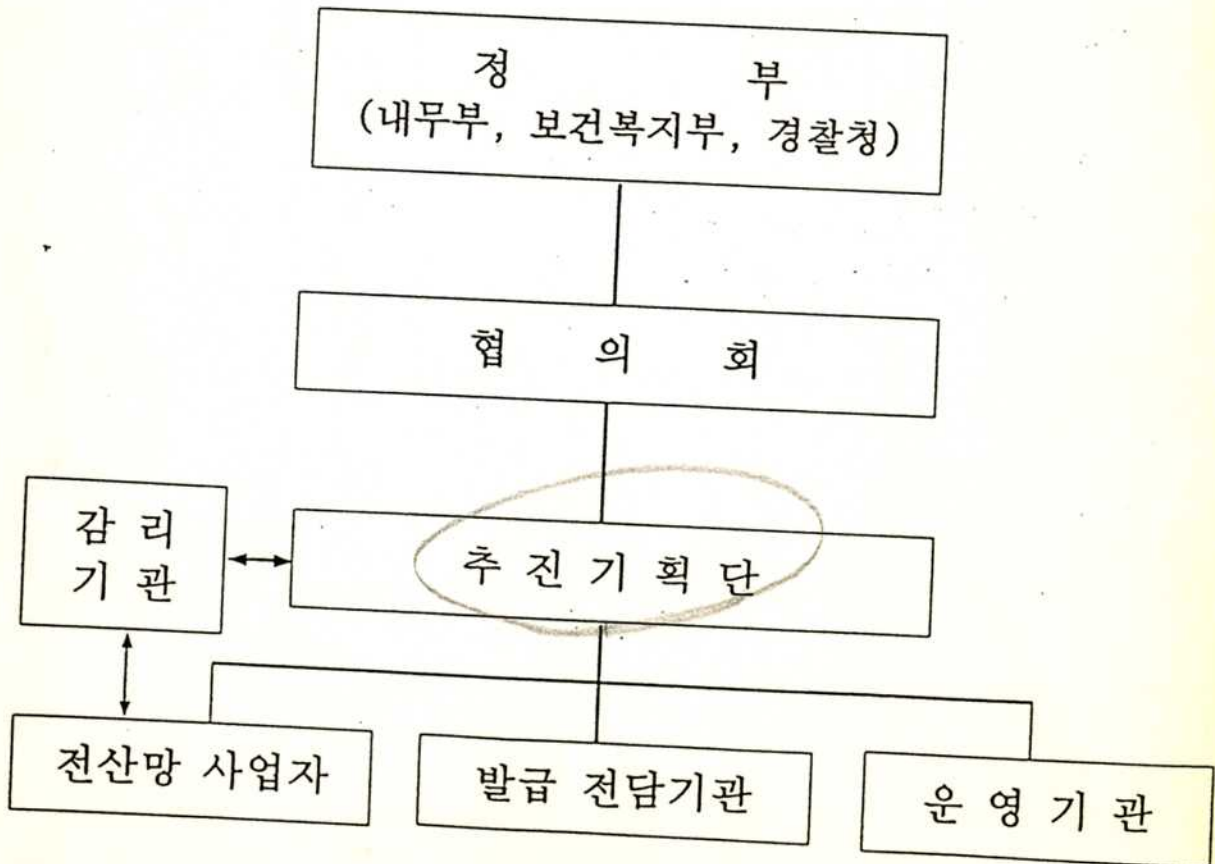 정 부
(내무부, 보건복지부, 경찰청)
협 의 회
감 리
기 관
추 진 기 획 단
전산망 사업자
발급 전담기관
운 영 기 관